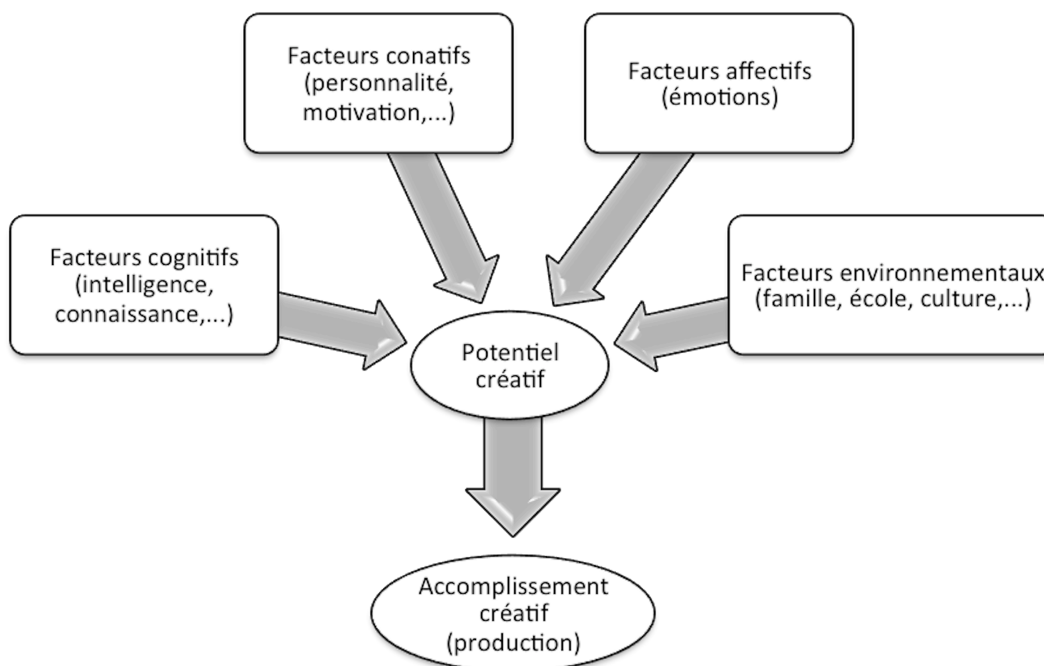 Facteurs conatifs
(personnalité,
motivation,...)
Facteurs affectifs
(émotions)
Facteurs cognitifs
(intelligence,
connaissance,...)
Facteurs environnementaux
(famille, école, culture,...)
Potentiel
créatif
Accomplissement
créatif
(production)